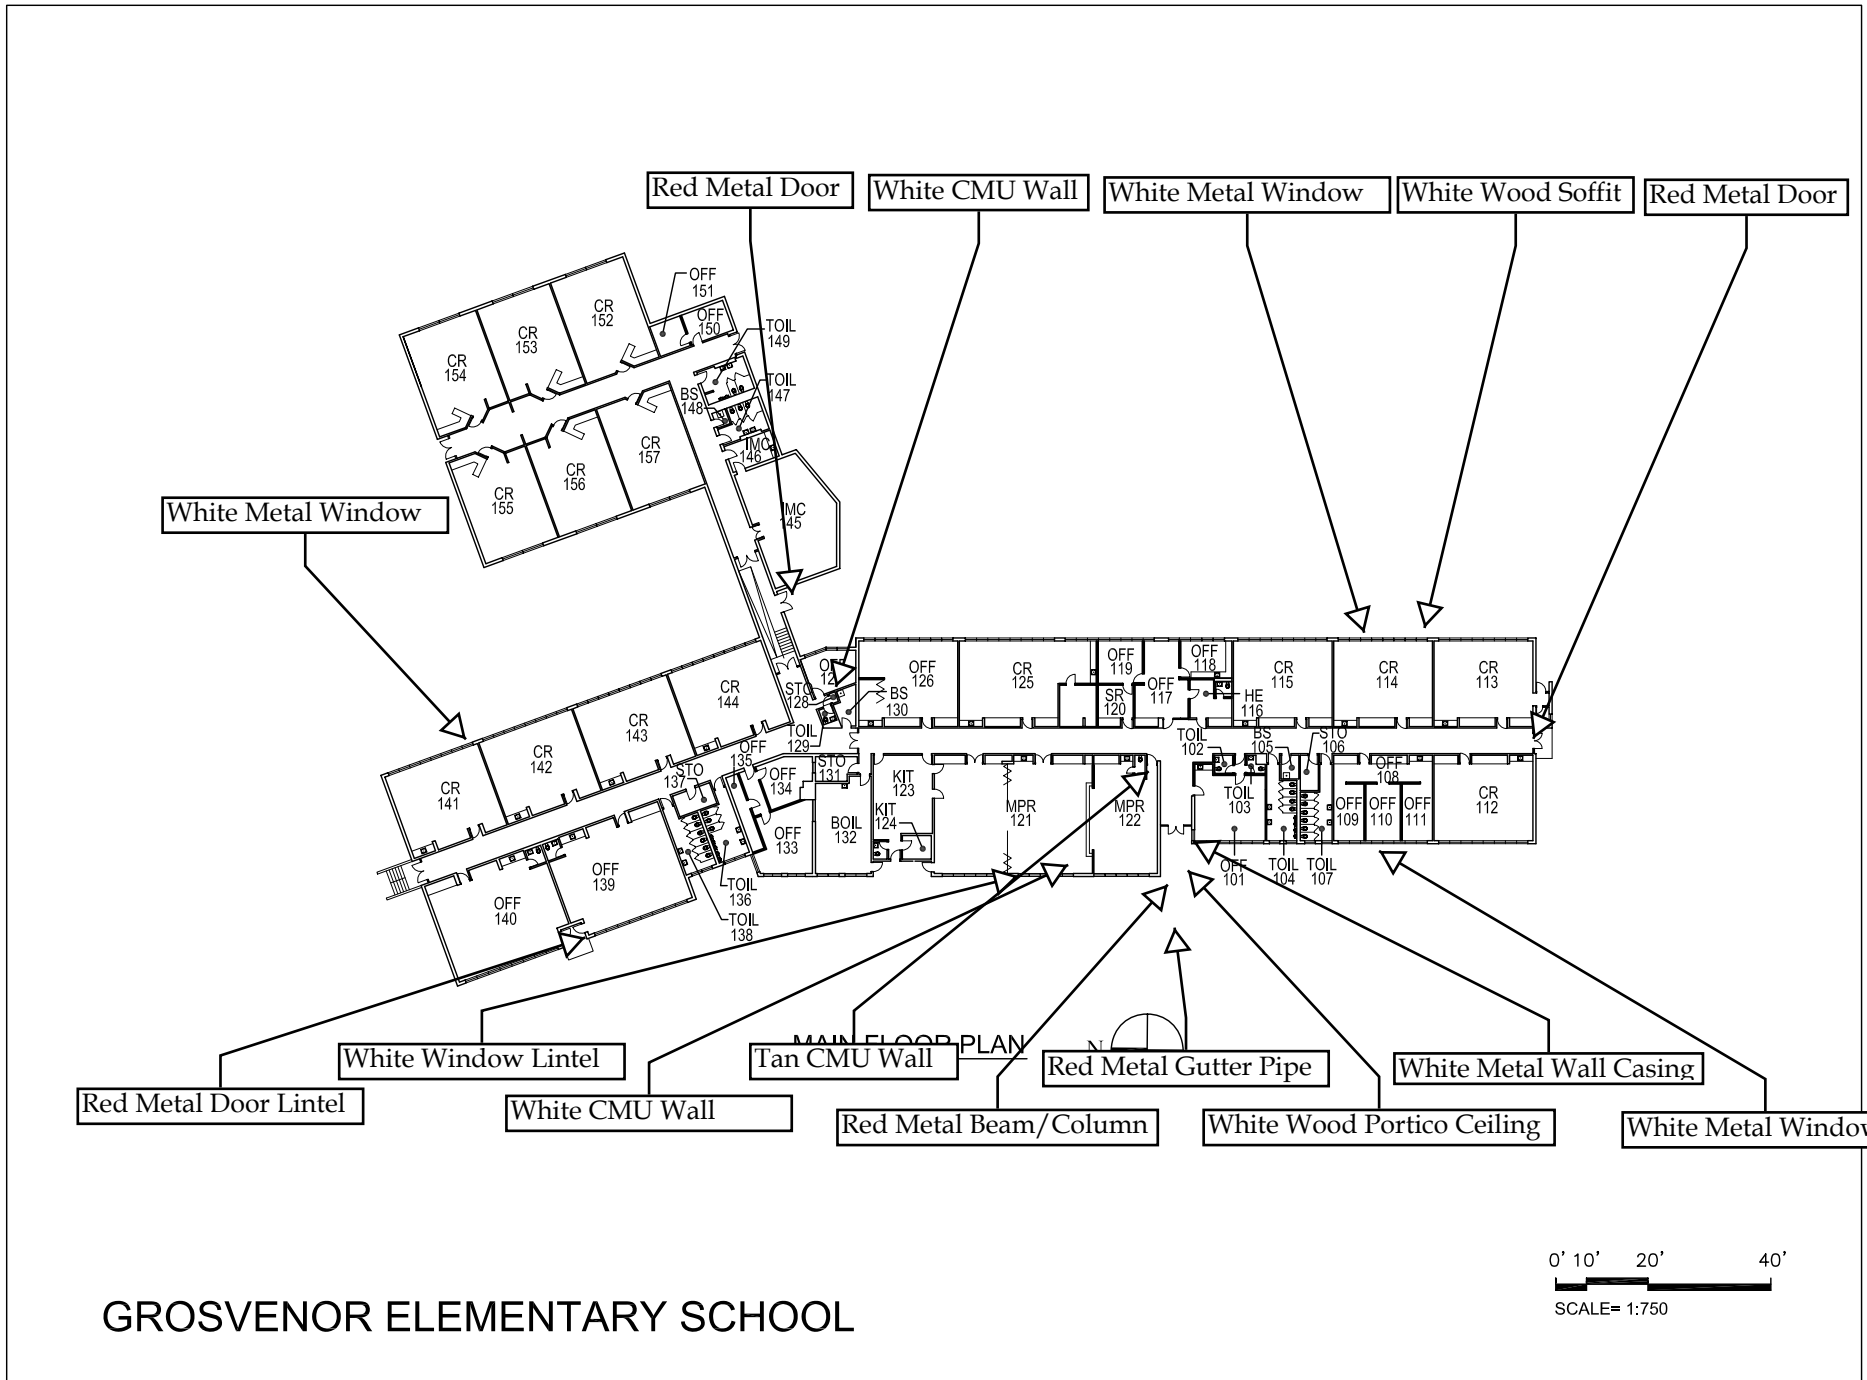 Red Metal Door
White CMU Wall
White Metal Window
White Wood Soffit
Red Metal Door
OFF
151
OFF
150
TOIL
149
CR
152
CR
153
CR
154
TOIL
147
BS
148
IMC
146
CR
157
CR
156
CR
155
IMC
145
White Metal Window
STO
128
BS
130
TOIL
129
OFF
126
CR
125
OFF
119
SR
120
OFF
117
OFF
118
HE
116
CR
115
CR
114
CR
113
CR
144
CR
143
CR
142
CR
141
STO
137
OFF
135
OFF
134
STO
131
OFF
133
BOIL
132
KIT
123
KIT
124
MPR
121
MPR
122
TOIL
102
BS
105
STO
106
TOIL
103
OFF
108
OFF
109
OFF
110
OFF
111
CR
112
OFF
101
TOIL
104
TOIL
107
OFF
139
OFF
140
TOIL
136
TOIL
138
MAIN FLOOR PLAN
N
White Window Lintel
Tan CMU Wall
Red Metal Gutter Pipe
White Metal Wall Casing
Red Metal Door Lintel
White CMU Wall
Red Metal Beam/Column
White Wood Portico Ceiling
White Metal Window
0' 10' 20' 40'
SCALE= 1:750
GROSVENOR ELEMENTARY SCHOOL